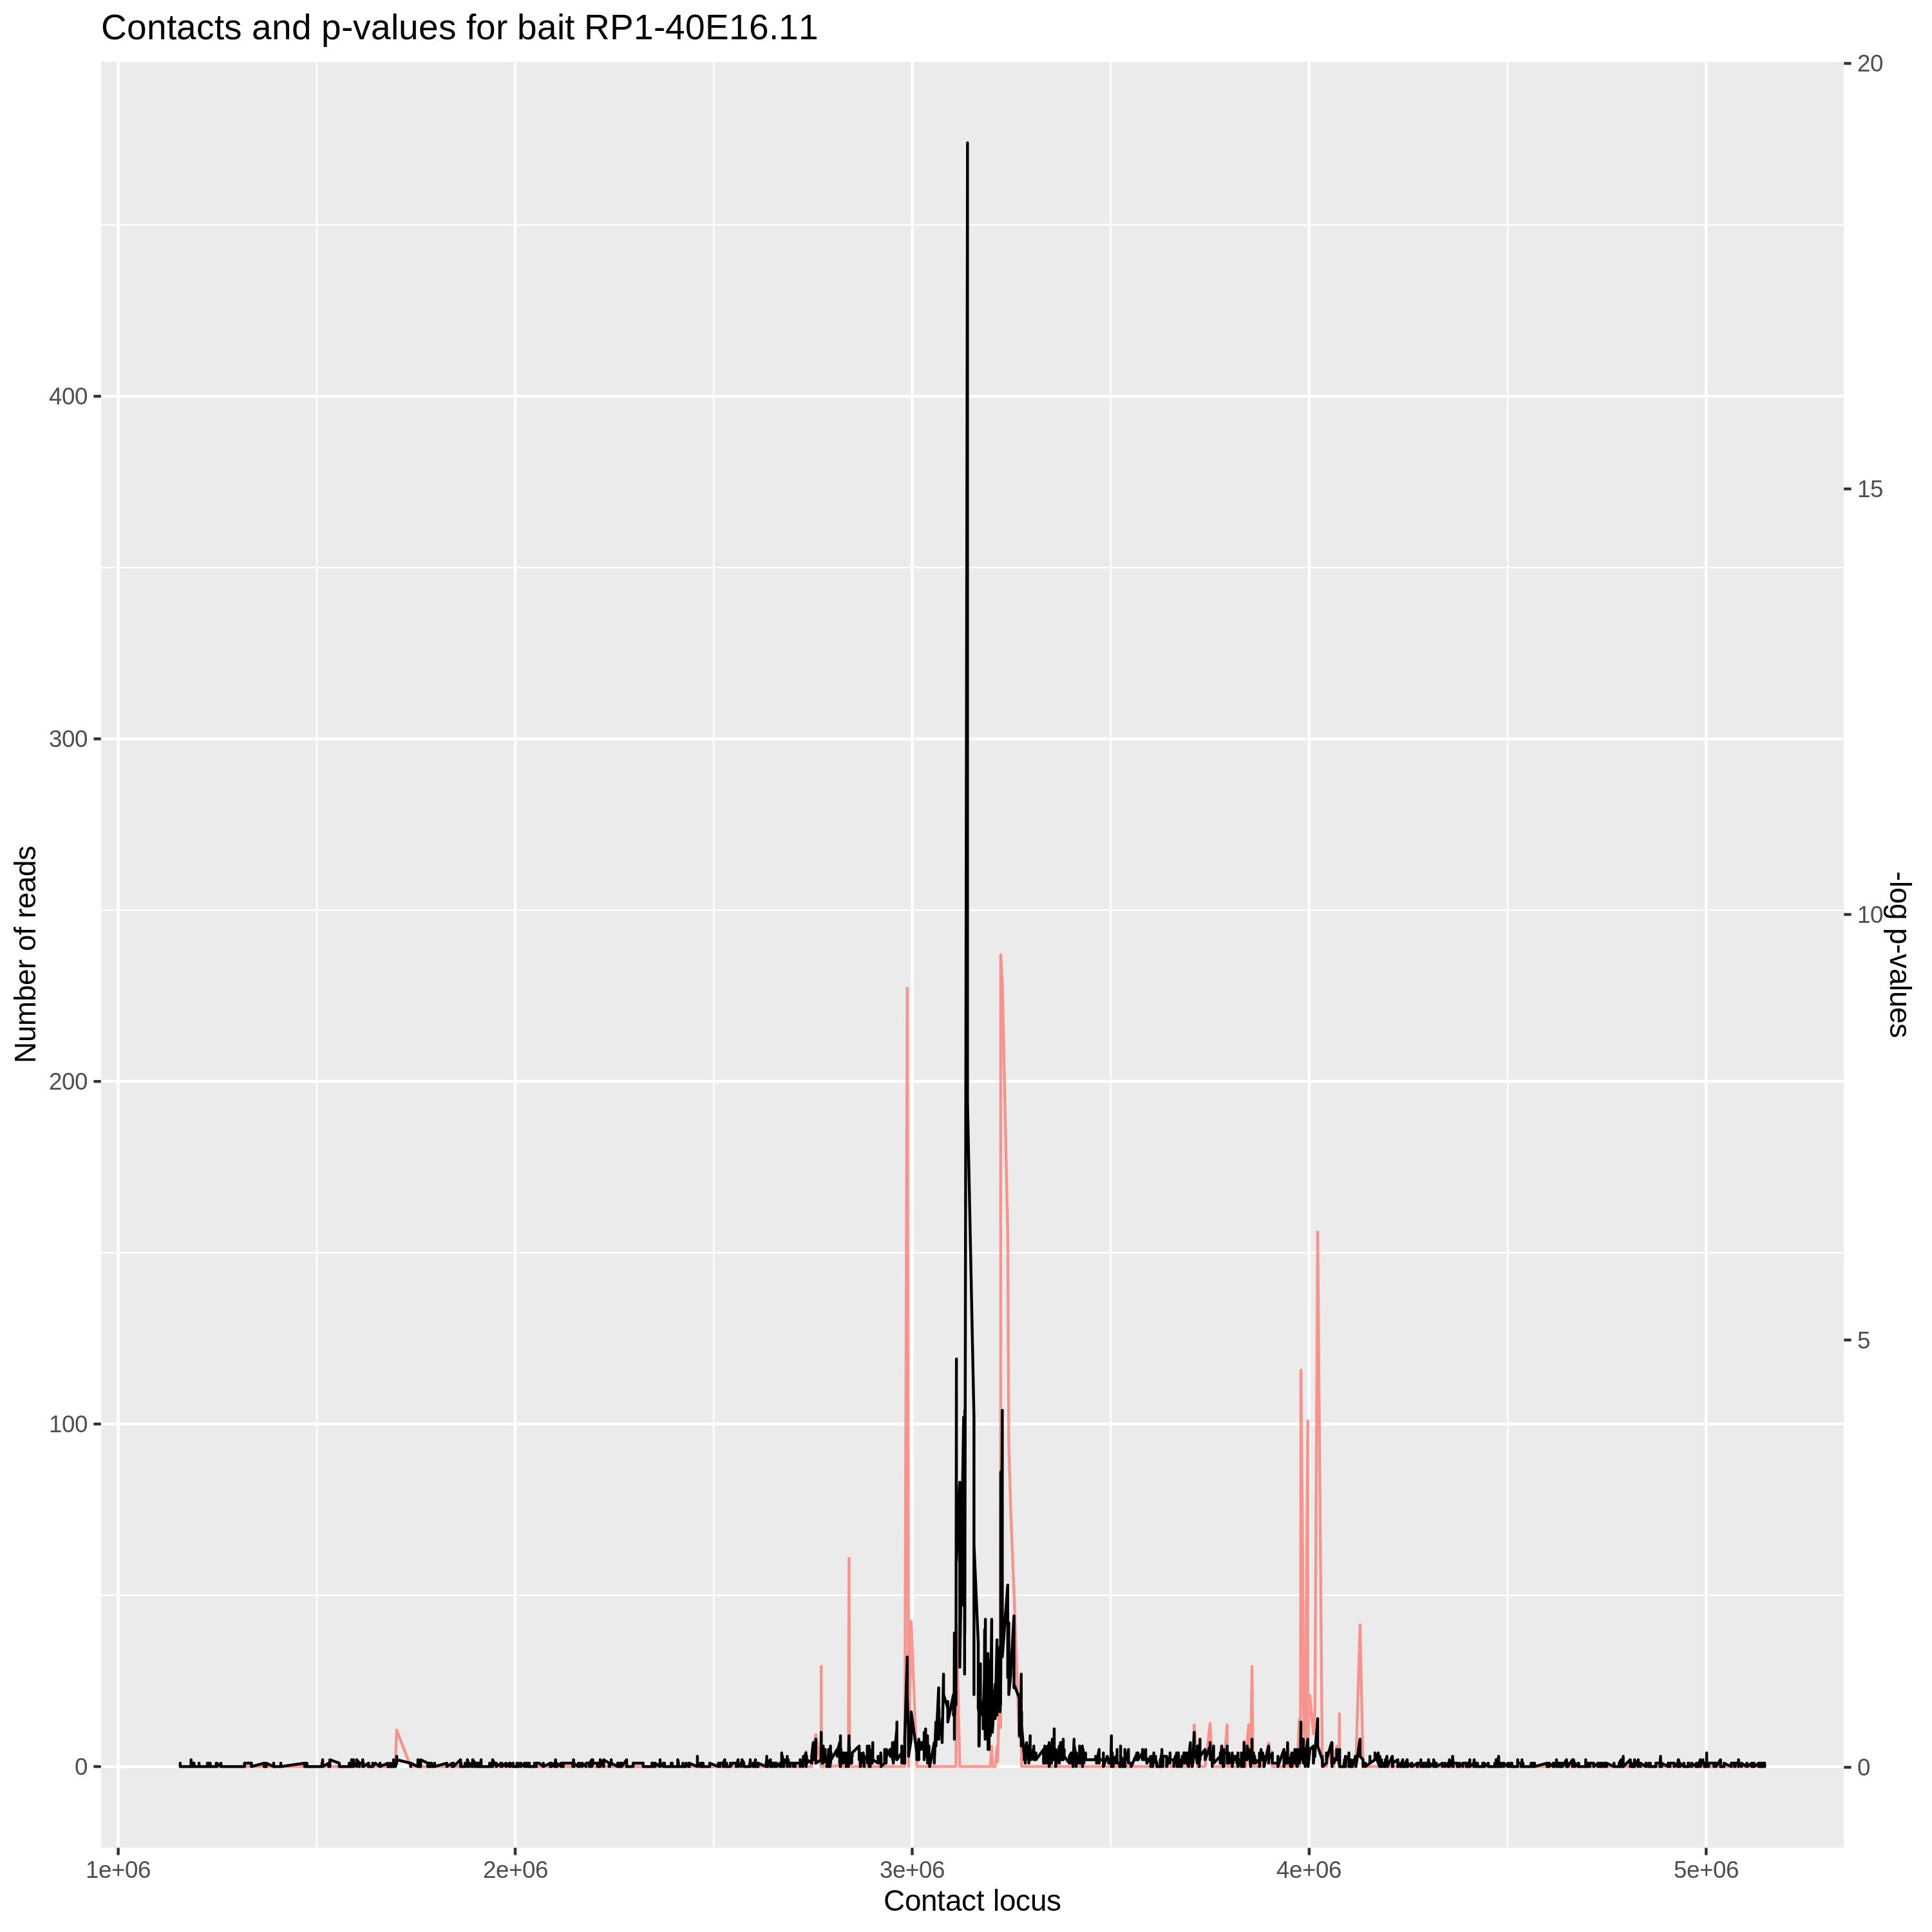 Contacts and p-values for bait RP1-40E16.11
20
15
10
5
0
400
300
200
100
0
Number of reads
-log p-values
1e+06
2e+06
3e+06
4e+06
5e+06
Contact locus